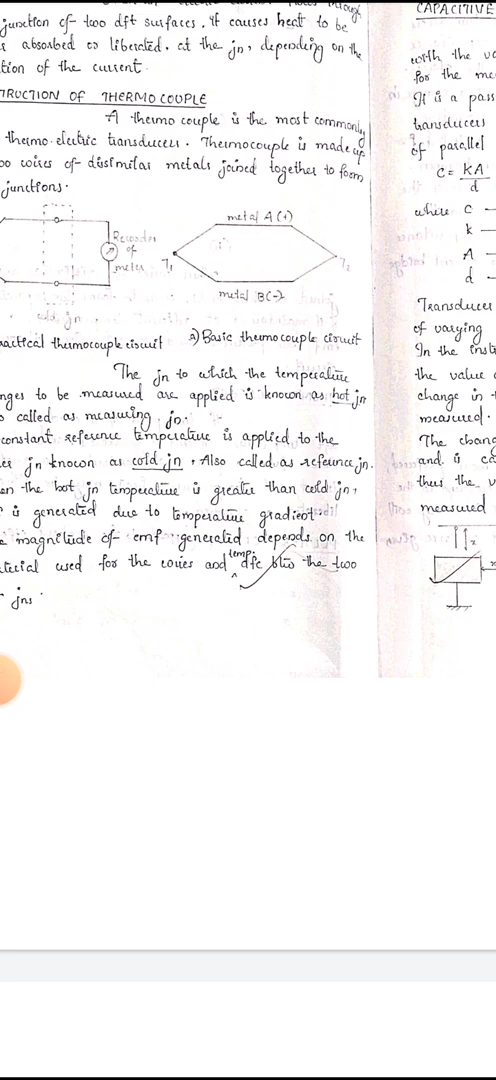 junction of two dft surfaces. It causes heat to be
absorbed or liberated. at the jn, depending on the
tion of the current.
TRUCTION OF THERMOCOUPLE
A thermo couple is the most commonly
thermo-electric transducers. Thermocouple is made up
oo wires of dissimilar metals joined together to form
junctions.
metal A (+)
Recorder
of
meter
T1
T2
metal B(-)
cold jn
ractical thermocouple circuit
2) Basic thermocouple circuit
The jn to which the temperature
nges to be measured are applied is known as hot jn
called as measuring jn.
constant reference temperature is applied to the
jn known as cold jn, Also called as reference jn.
en the hot jn temperature is greater than cold jn,
is generated due to temperature gradient
magnitude of emf generated depends on the
terial used for the wires and temp dfc btw the two
jns.
CAPACITIVE
with the va
for the me
It is a pass
transducers
of parallel
C = kA
d
where C —
k —
A —
d —
Transducer
of varying
In the inst
the value
change in
measured.
The chang
and is ca
thus the v
measured
x